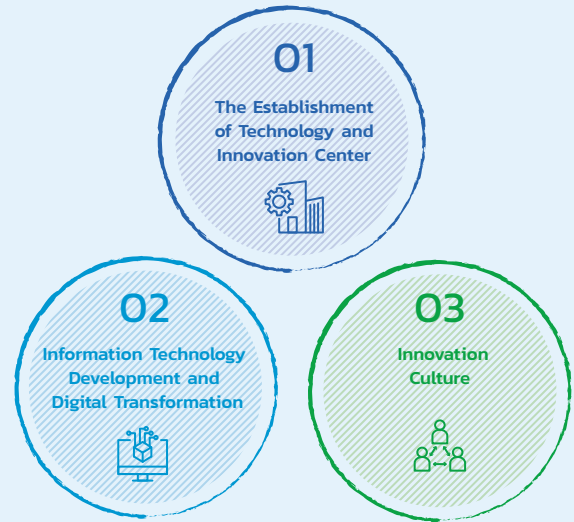 01
The Establishment
of Technology and
Innovation Center
02
Information Technology
Development and
Digital Transformation
03
Innovation
Culture